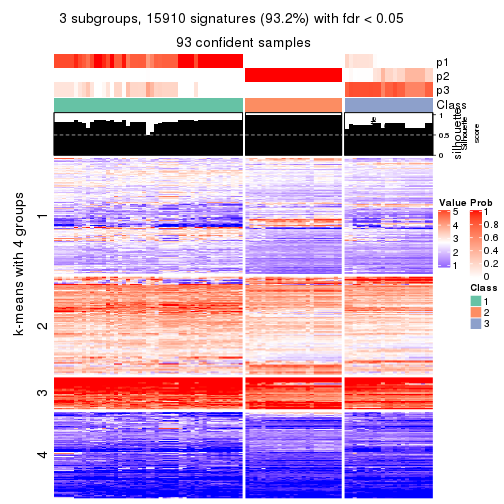 3 subgroups, 15910 signatures (93.2%) with fdr < 0.05
93 confident samples
p1
p2
p3
Class
1
0.5
0
silhouette
Silhouette
score
k-means with 4 groups
1
2
3
4
Value
5
4
3
2
1
Prob
1
0.8
0.6
0.4
0.2
0
Class
1
2
3